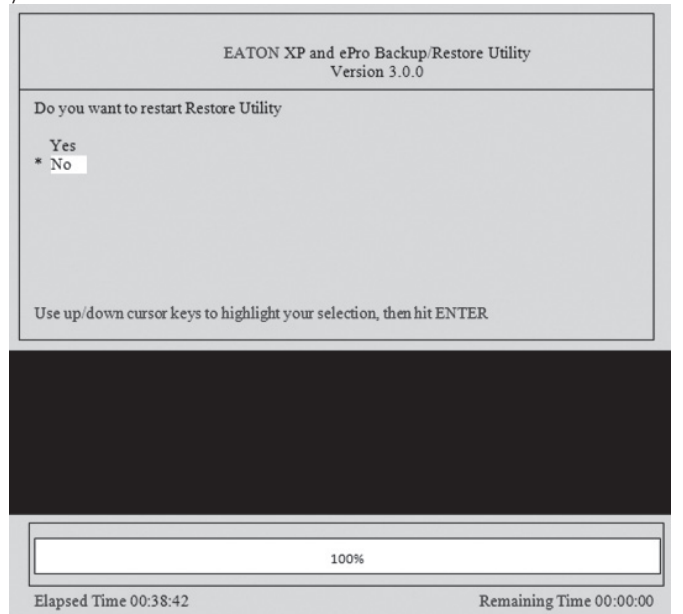 EATON XP and ePro Backup/Restore Utility
Version 3.0.0
Do you want to restart Restore Utility
Yes
* No
Use up/down cursor keys to highlight your selection, then hit ENTER
100%
Elapsed Time 00:38:42 Remaining Time 00:00:00